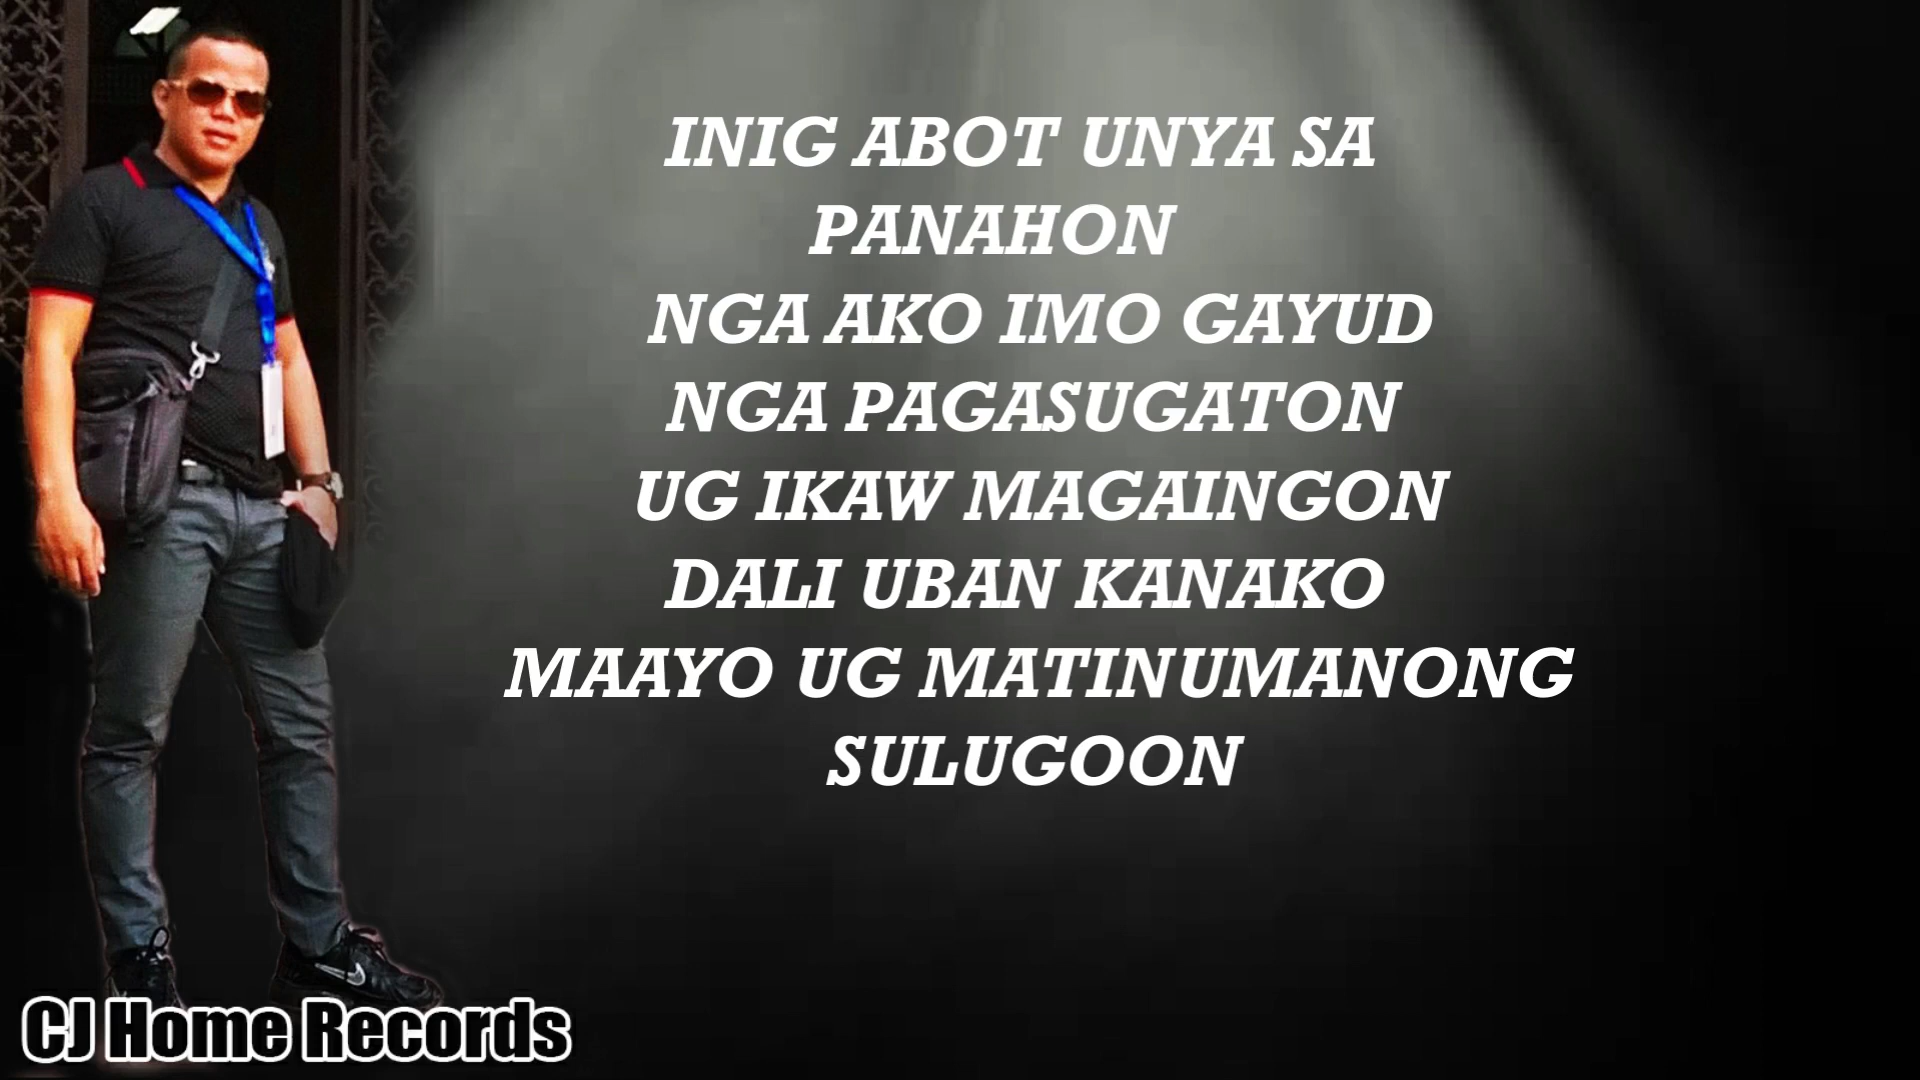 INIG ABOT UNYA SA
PANAHON
NGA AKO IMO GAYUD
NGA PAGASUGATON
UG IKAW MAGAINGON
DALI UBAN KANAKO
MAAYO UG MATINUMANONG
SULUGOON
CJ Home Records